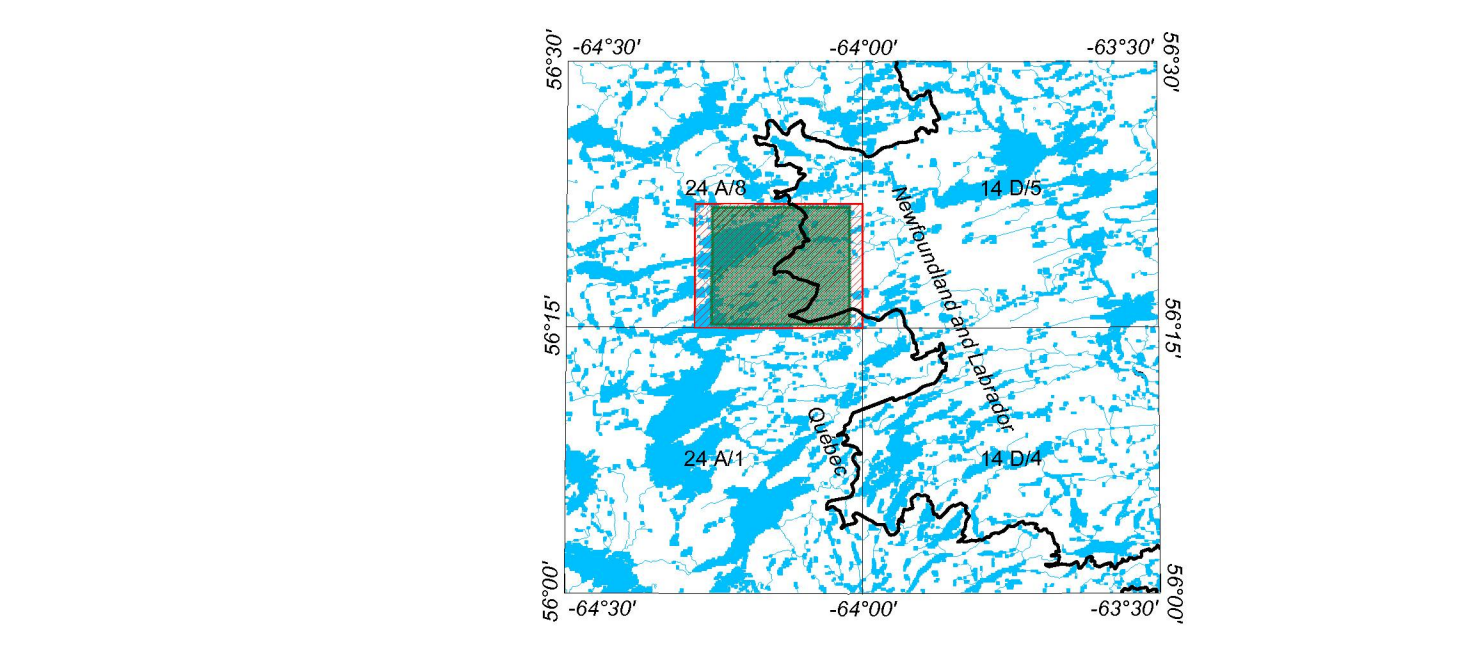 -64°30' -64°00' -63°30'
56°30' 56°30'
24 A/8 14 D/5
Newfoundland and Labrador
56°15' 56°15'
Québec
24 A/1 14 D/4
56°00' 56°00'
-64°30' -64°00' -63°30'